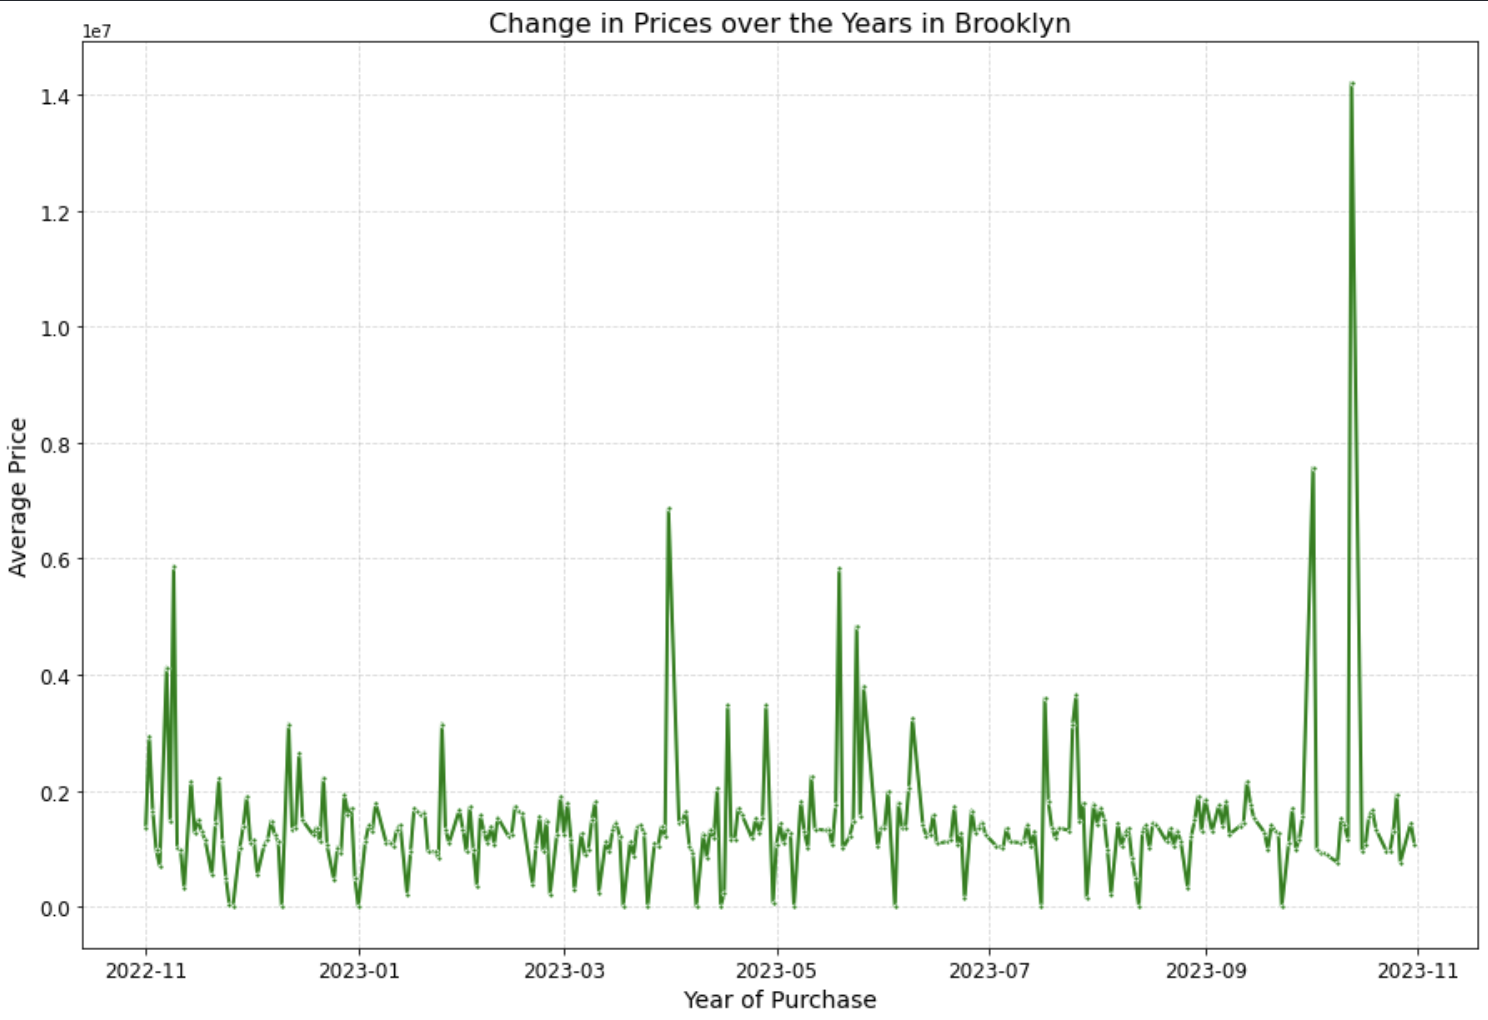 Change in Prices over the Years in Brooklyn
1e7
1.4
1.2
1.0
0.8
0.6
0.4
0.2
0.0
Average Price
2022-11 2023-01 2023-03 2023-05 2023-07 2023-09 2023-11
Year of Purchase